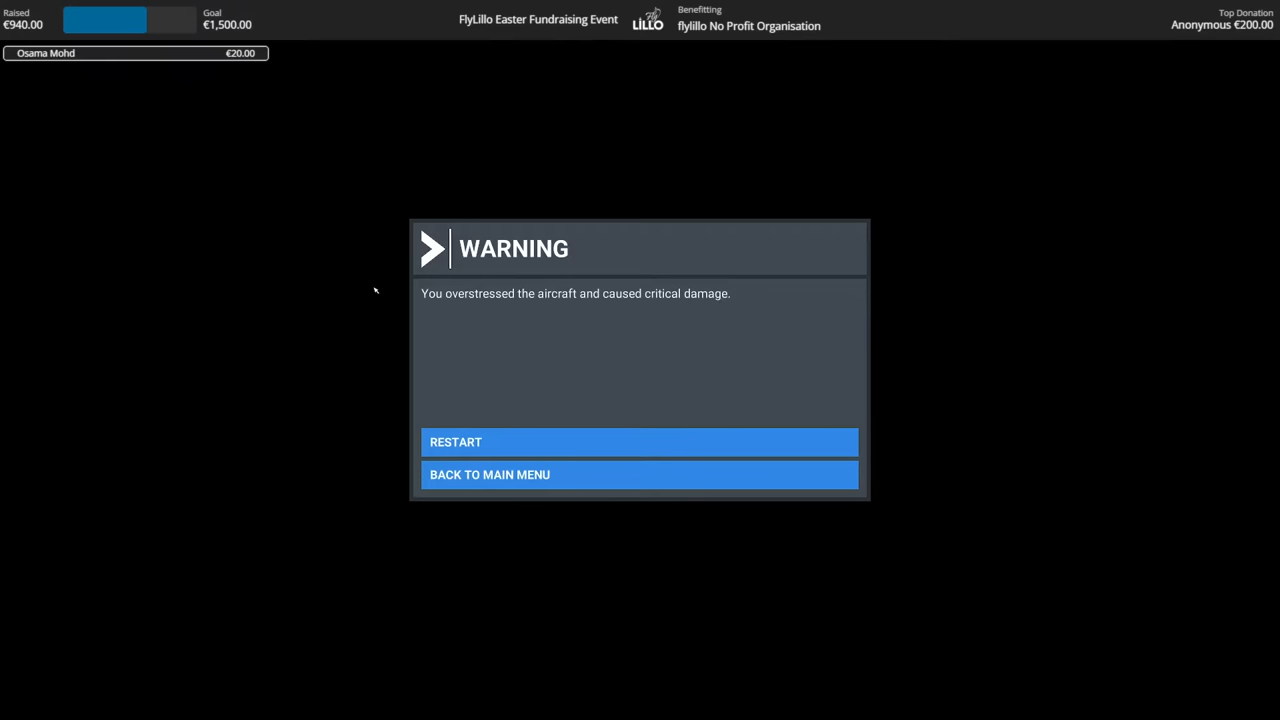 Raised
€940.00
Goal
€1,500.00
FlyLillo Easter Fundraising Event
Fly
LiLLO
Benefitting
flylillo No Profit Organisation
Top Donation
Anonymous €200.00
Osama Mohd €20.00
WARNING
You overstressed the aircraft and caused critical damage.
RESTART
BACK TO MAIN MENU